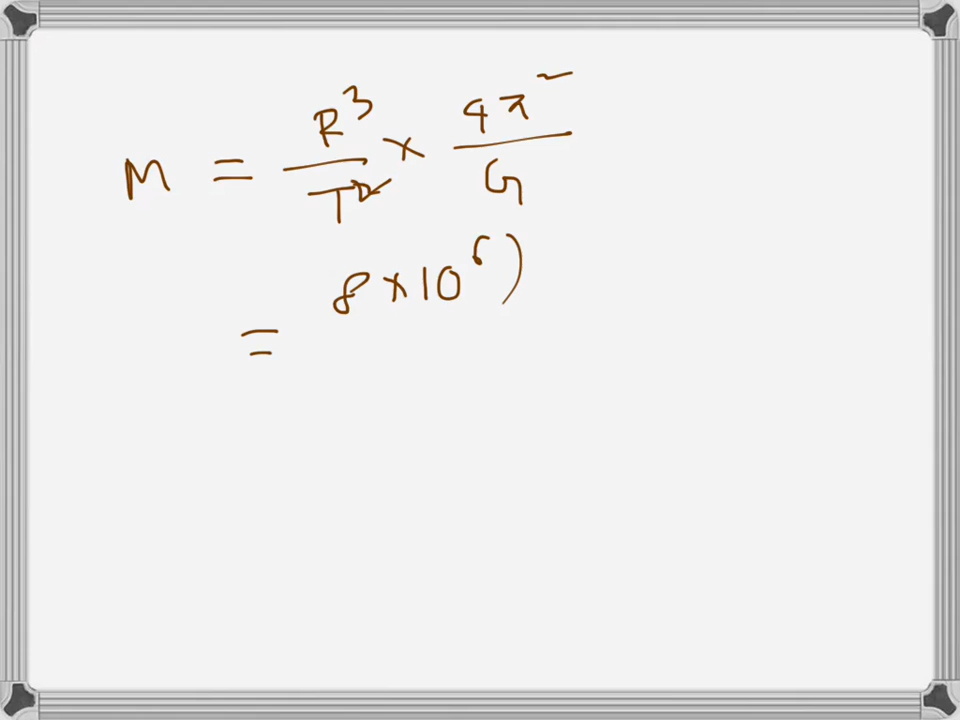 M = R³/T² × 4π²/G
= 8×10⁶)